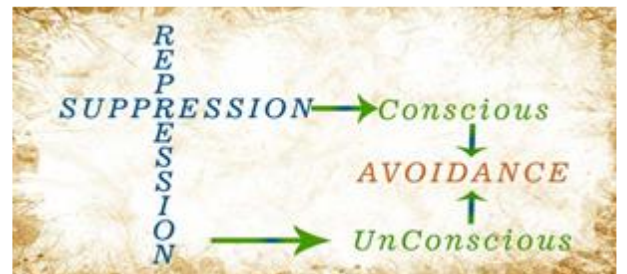 REPRESSION
SUPPRESSION
Conscious
AVOIDANCE
UnConscious